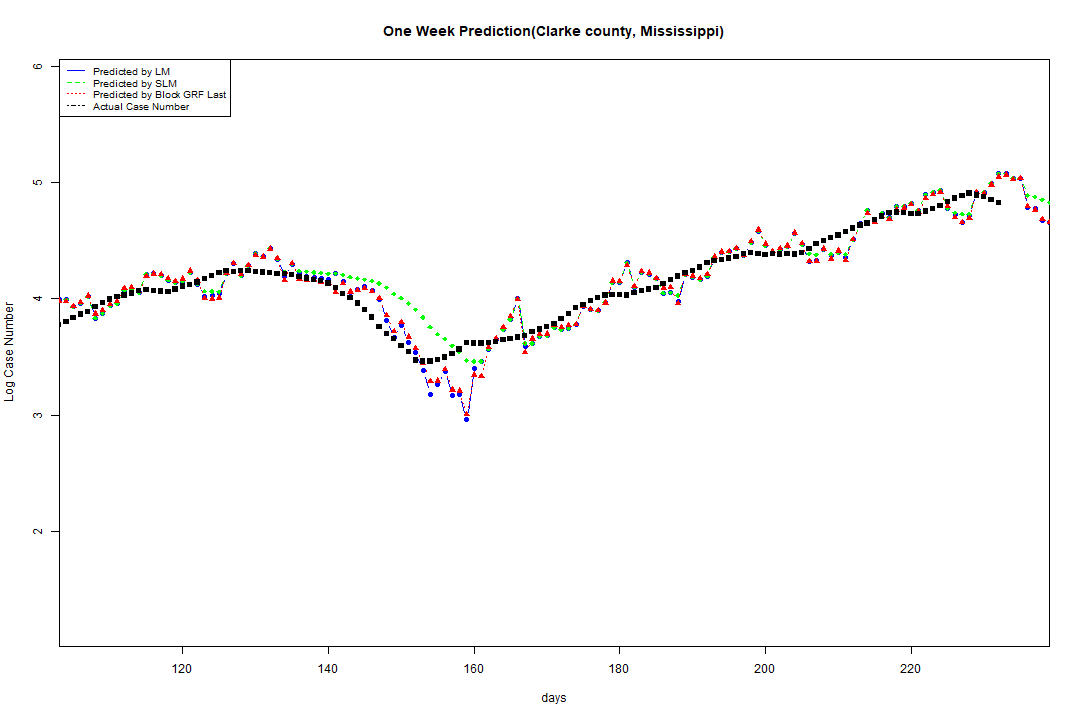 One Week Prediction(Clarke county, Mississippi)
Predicted by LM
Predicted by SLM
Predicted by Block GRF Last
Actual Case Number
6
5
4
3
2
Log Case Number
120 140 160 180 200 220
days